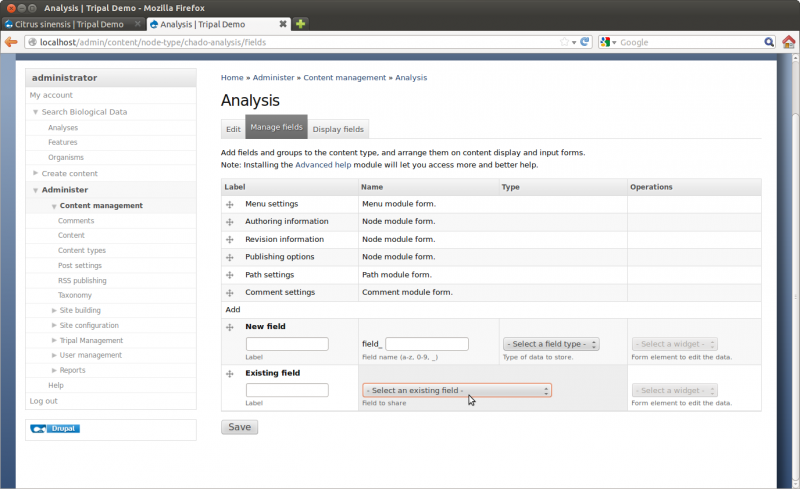 Analysis | Tripal Demo - Mozilla Firefox
Citrus sinensis | Tripal Demo
Analysis | Tripal Demo
localhost/admin/content/node-type/chado-analysis/fields
Google
administrator
My account
Search Biological Data
Analyses
Features
Organisms
Create content
Administer
Content management
Comments
Content
Content types
Post settings
RSS publishing
Taxonomy
Site building
Site configuration
Tripal Management
User management
Reports
Help
Log out
Drupal
Home » Administer » Content management » Analysis
Analysis
Edit Manage fields Display fields
Add fields and groups to the content type, and arrange them on content display and input forms.
Note: Installing the Advanced help module will let you access more and better help.
Label Name Type Operations
Menu settings Menu module form.
Authoring information Node module form.
Revision information Node module form.
Publishing options Node module form.
Path settings Path module form.
Comment settings Comment module form.
Add
New field
field_ - Select a field type - - Select a widget -
Label Field name (a-z, 0-9, _) Type of data to store. Form element to edit the data.
Existing field
- Select an existing field - - Select a widget -
Label Field to share Form element to edit the data.
Save